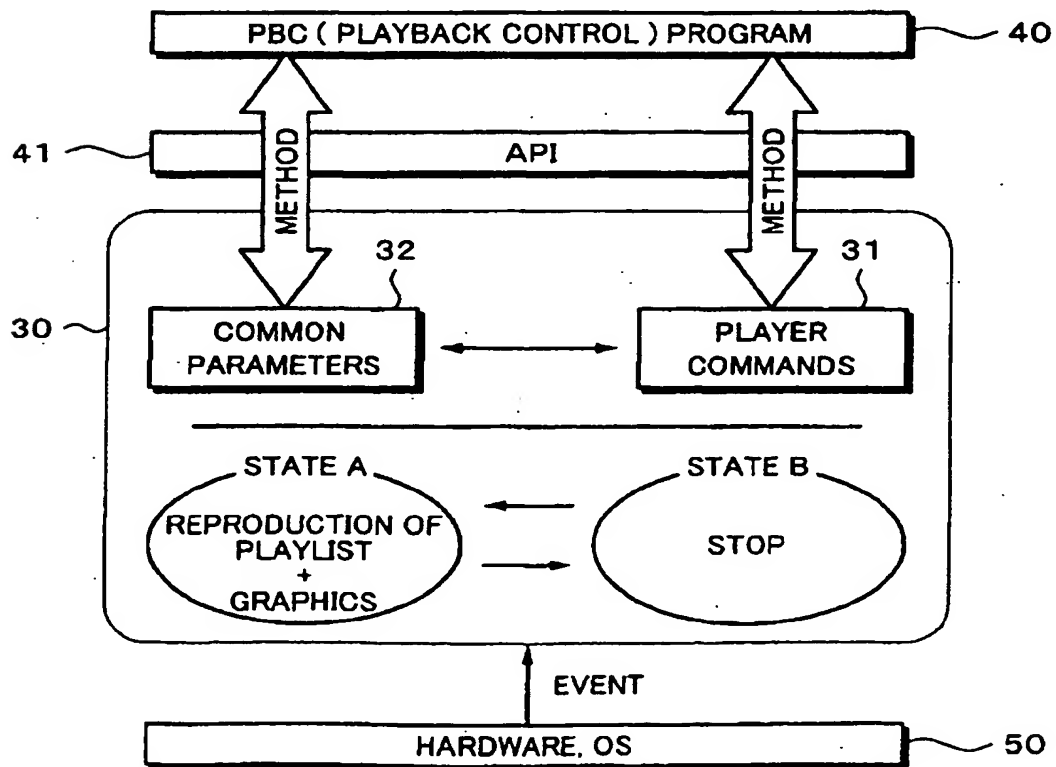 PBC ( PLAYBACK CONTROL ) PROGRAM
40
41
API
METHOD
METHOD
32
31
30
COMMON
PARAMETERS
PLAYER
COMMANDS
STATE A
STATE B
REPRODUCTION OF
PLAYLIST
+
GRAPHICS
STOP
EVENT
HARDWARE, OS
50